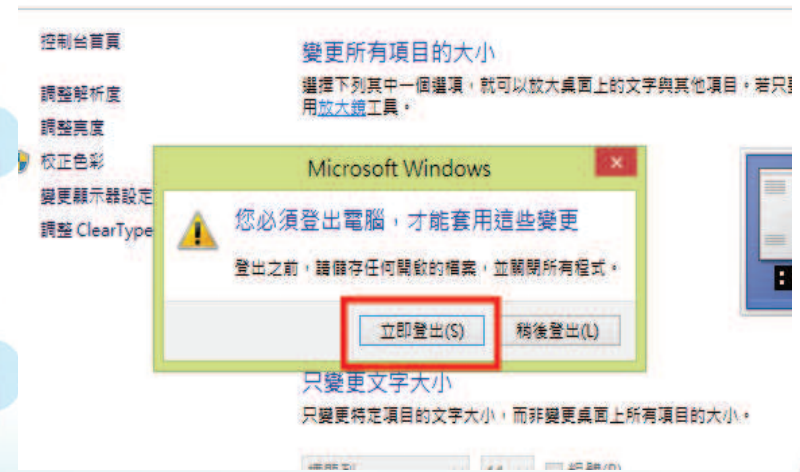 控制台首頁
調整解析度
調整亮度
校正色彩
變更顯示器設定
調整 ClearType
變更所有項目的大小
選擇下列其中一個選項，就可以放大桌面上的文字與其他項目。若只
用放大鏡工具。
Microsoft Windows
您必須登出電腦，才能套用這些變更
登出之前，請儲存任何開啟的檔案，並關閉所有程式。
立即登出(S)
稍後登出(L)
只變更文字大小
只變更特定項目的文字大小，而非變更桌面上所有項目的大小。